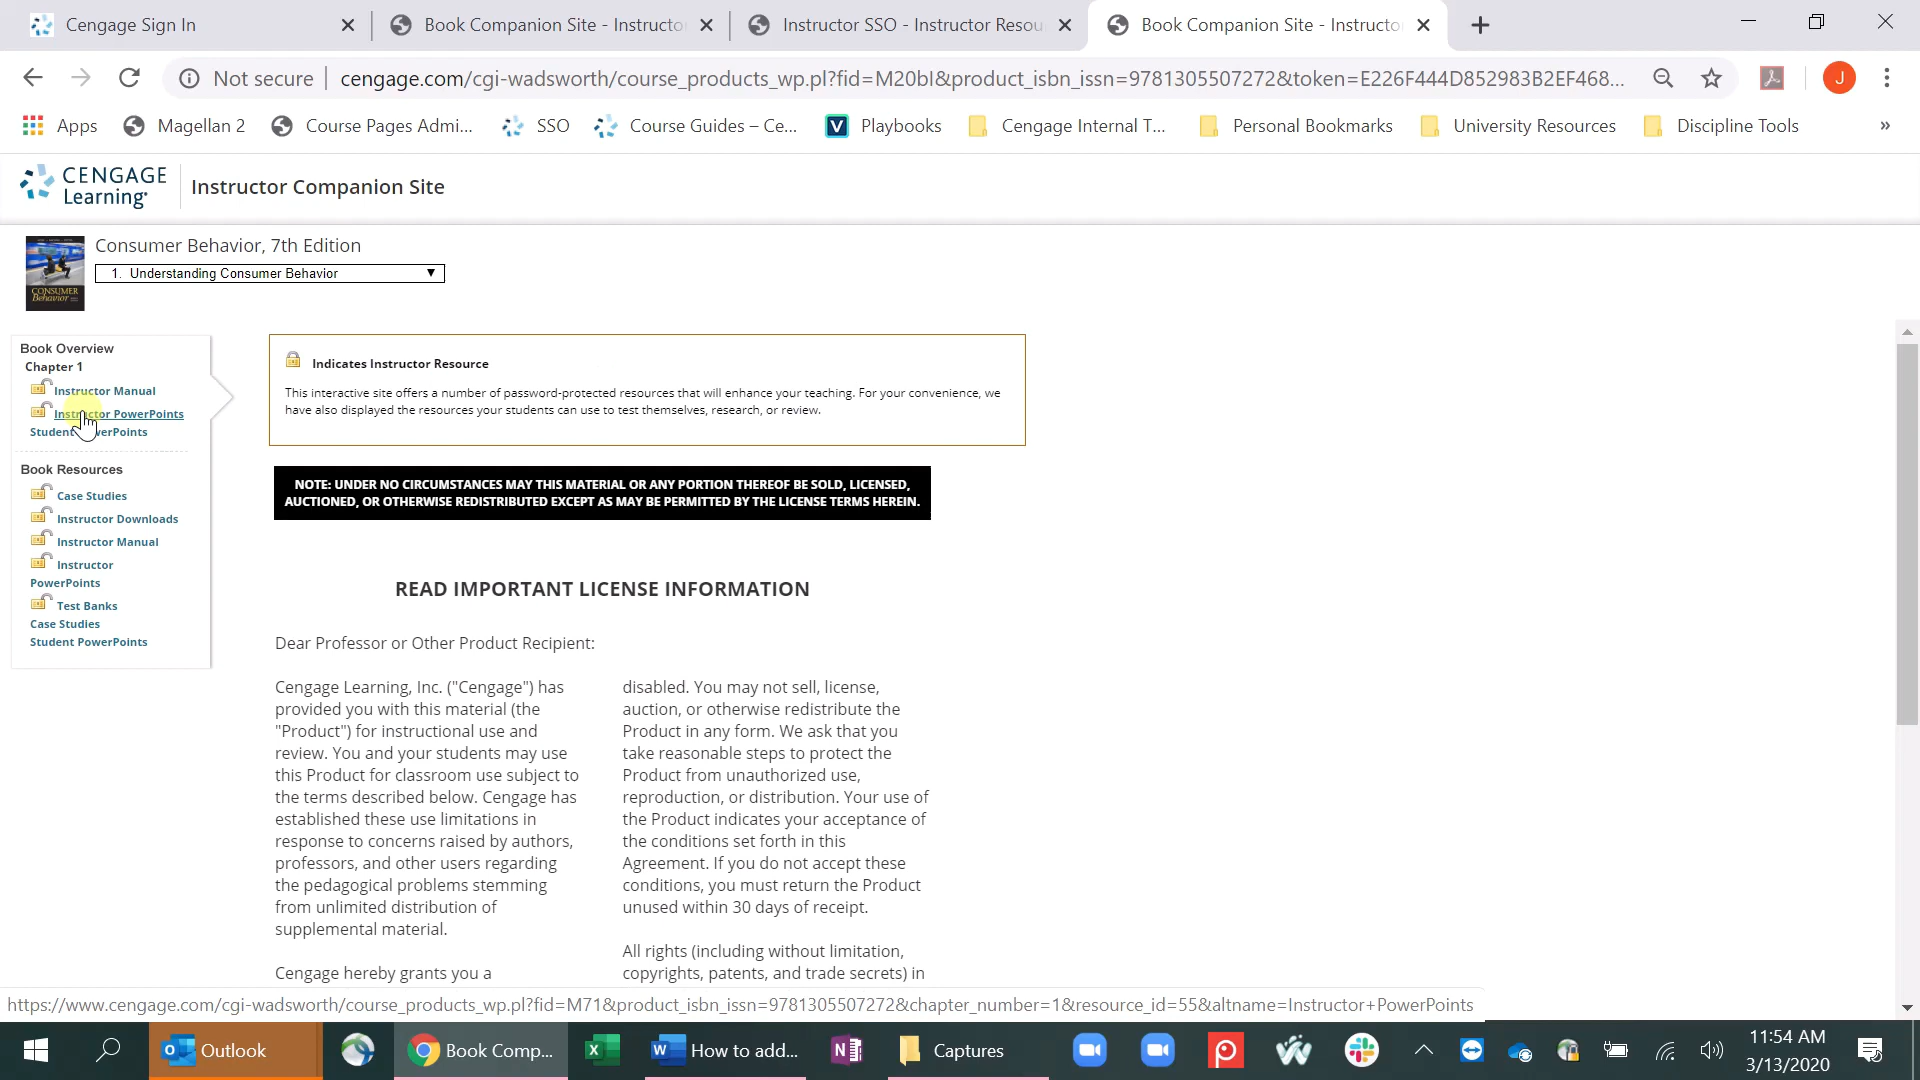 Cengage Sign In
Book Companion Site - Instructo
Instructor SSO - Instructor Resou
Book Companion Site - Instructo
Not secure
cengage.com/cgi-wadsworth/course_products_wp.pl?fid=M20bI&product_isbn_issn=9781305507272&token=E226F444D852983B2EF468...
J
Apps
Magellan 2
Course Pages Admi...
SSO
Course Guides – Ce...
Playbooks
Cengage Internal T...
Personal Bookmarks
University Resources
Discipline Tools
»
CENGAGE
Learning
Instructor Companion Site
Consumer Behavior, 7th Edition
1. Understanding Consumer Behavior
CONSUMER
Behavior
Book Overview
Chapter 1
Instructor Manual
Instructor PowerPoints
Student PowerPoints
Book Resources
Case Studies
Instructor Downloads
Instructor Manual
Instructor
PowerPoints
Test Banks
Case Studies
Student PowerPoints
Indicates Instructor Resource
This interactive site offers a number of password-protected resources that will enhance your teaching. For your convenience, we
have also displayed the resources your students can use to test themselves, research, or review.
NOTE: UNDER NO CIRCUMSTANCES MAY THIS MATERIAL OR ANY PORTION THEREOF BE SOLD, LICENSED,
AUCTIONED, OR OTHERWISE REDISTRIBUTED EXCEPT AS MAY BE PERMITTED BY THE LICENSE TERMS HEREIN.
READ IMPORTANT LICENSE INFORMATION
Dear Professor or Other Product Recipient:
Cengage Learning, Inc. ("Cengage") has
provided you with this material (the
"Product") for instructional use and
review. You and your students may use
this Product for classroom use subject to
the terms described below. Cengage has
established these use limitations in
response to concerns raised by authors,
professors, and other users regarding
the pedagogical problems stemming
from unlimited distribution of
supplemental material.
Cengage hereby grants you a
disabled. You may not sell, license,
auction, or otherwise redistribute the
Product in any form. We ask that you
take reasonable steps to protect the
Product from unauthorized use,
reproduction, or distribution. Your use of
the Product indicates your acceptance of
the conditions set forth in this
Agreement. If you do not accept these
conditions, you must return the Product
unused within 30 days of receipt.
All rights (including without limitation,
copyrights, patents, and trade secrets) in
https://www.cengage.com/cgi-wadsworth/course_products_wp.pl?fid=M71&product_isbn_issn=9781305507272&chapter_number=1&resource_id=55&altname=Instructor+PowerPoints
Outlook
Book Comp...
How to add...
Captures
11:54 AM
3/13/2020